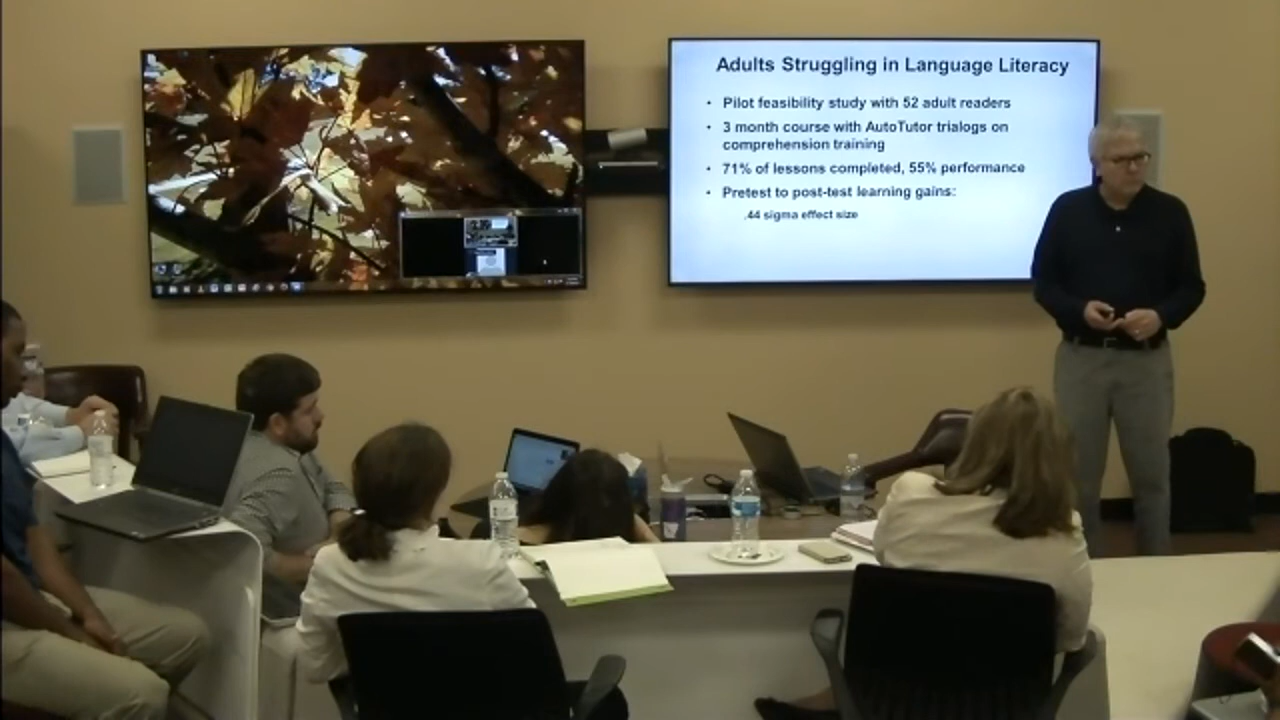 Adults Struggling in Language Literacy
• Pilot feasibility study with 52 adult readers
• 3 month course with AutoTutor trialogs on
comprehension training
• 71% of lessons completed, 55% performance
• Pretest to post-test learning gains:
.44 sigma effect size